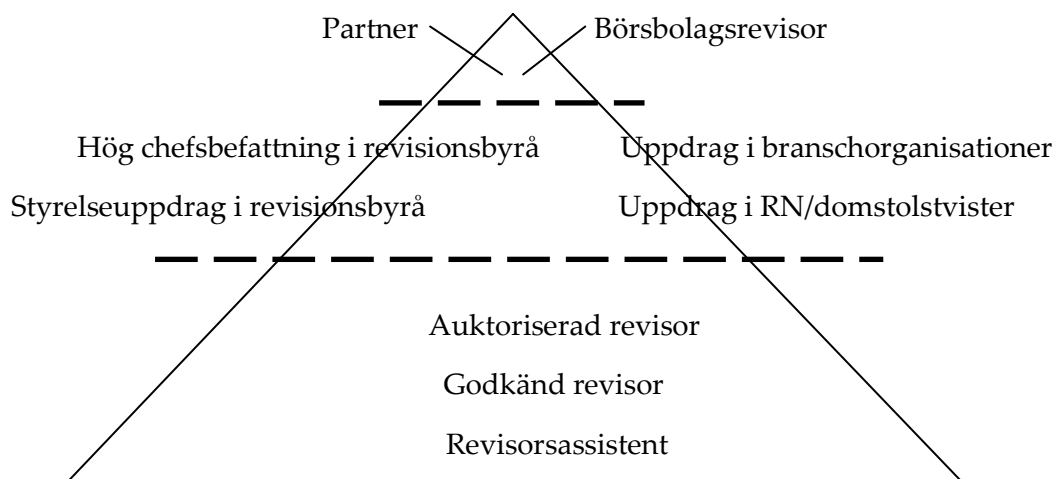 Partner Börsbolagsrevisor
Hög chefsbefattning i revisionsbyrå Uppdrag i branschorganisationer
Styrelseuppdrag i revisionsbyrå Uppdrag i RN/domstolstvister
Auktoriserad revisor
Godkänd revisor
Revisorsassistent